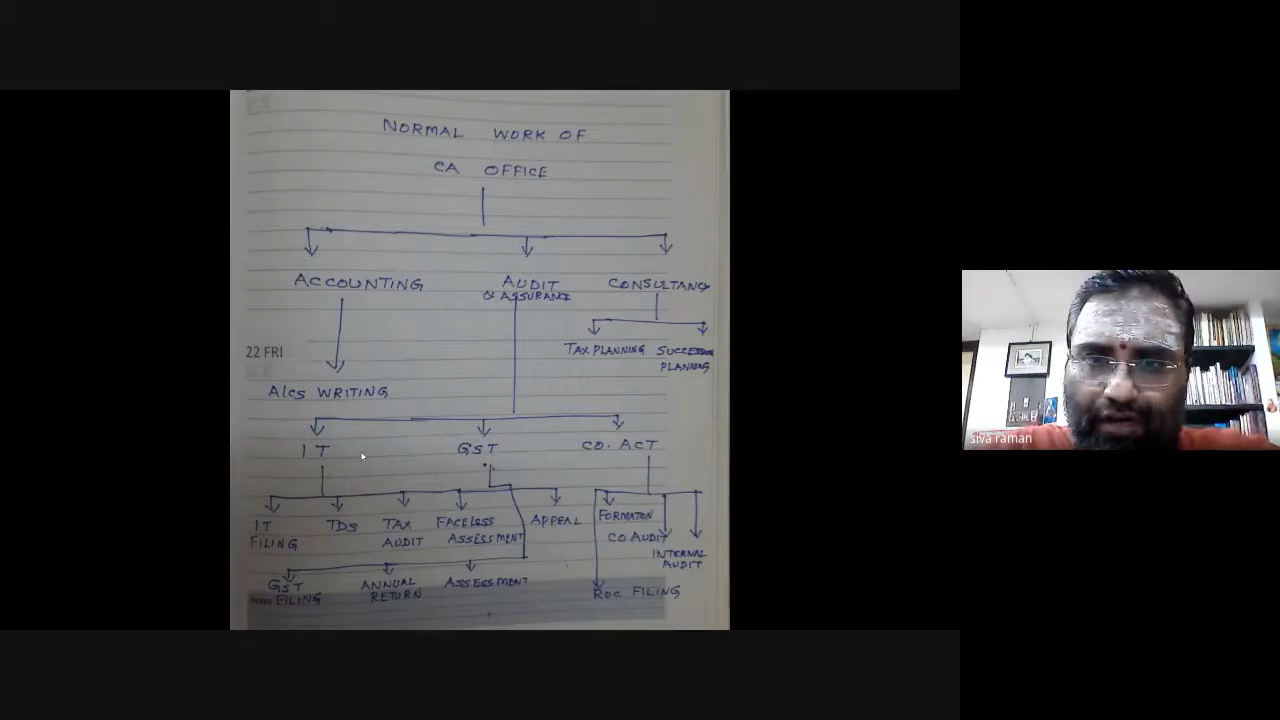 NORMAL WORK OF
CA OFFICE
ACCOUNTING
AUDIT
& ASSURANCE
CONSULTANCY
TAX PLANNING
SUCCESSION
PLANNING
22 FRI
A/cs WRITING
IT
GST
CO. ACT
IT
FILING
TDS
TAX
AUDIT
FACELESS
ASSESSMENT
APPEAL
FORMATON
CO AUDIT
INTERNAL
AUDIT
GST
FILING
ANNUAL
RETURN
ASSESSMENT
ROC FILING
Siva raman